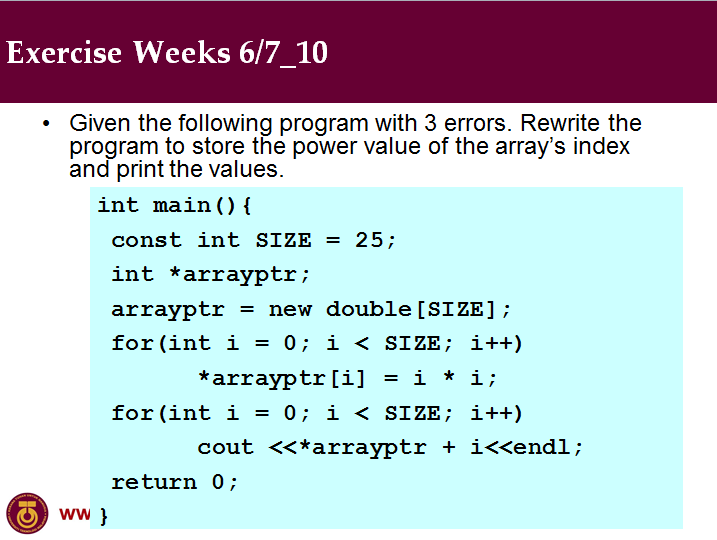 Exercise Weeks 6/7_10
• Given the following program with 3 errors. Rewrite the
program to store the power value of the array’s index
and print the values.
int main(){
const int SIZE = 25;
int *arrayptr;
arrayptr = new double[SIZE];
for(int i = 0; i < SIZE; i++)
*arrayptr[i] = i * i;
for(int i = 0; i < SIZE; i++)
cout <<*arrayptr + i<<endl;
return 0;
}